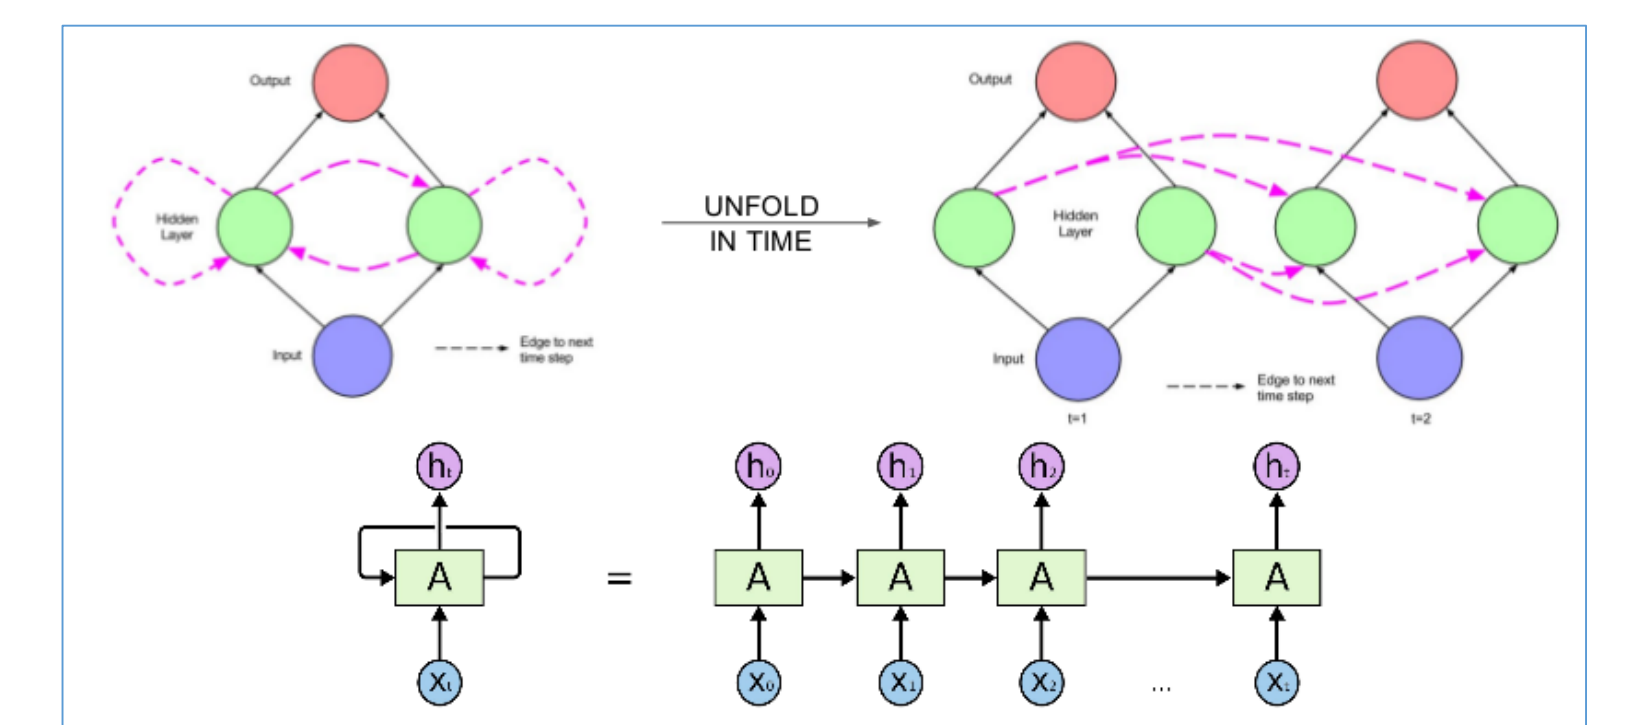 Output
Output
Hidden
Layer
UNFOLD
IN TIME
Hidden
Layer
Input
Edge to next
time step
Input
Edge to next
time step
t=1
t=2
hₜ
h₀
h₁
h₂
hₜ
A
=
A
A
A
A
xₜ
x₀
x₁
x₂
...
xₜ